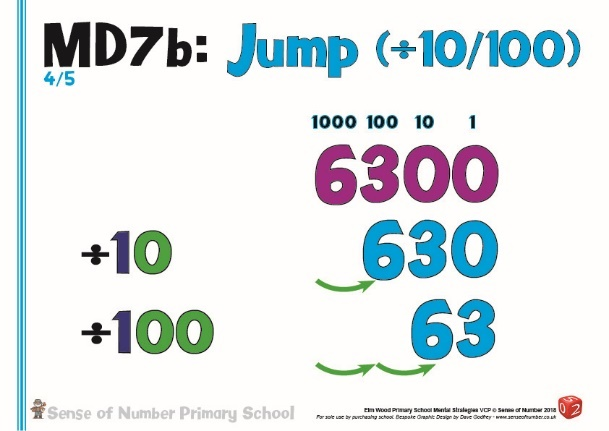 MD7b: Jump (÷10/100)
4/5
1000 100 10 1
6300
÷10 630
÷100 63
Sense of Number Primary School
Elm Wood Primary School Mental Strategies VCP © Sense of Number 2018
For sole use by purchasing school. Bespoke Graphic Design by Dave Godfrey - www.senseofnumber.co.uk
0 2